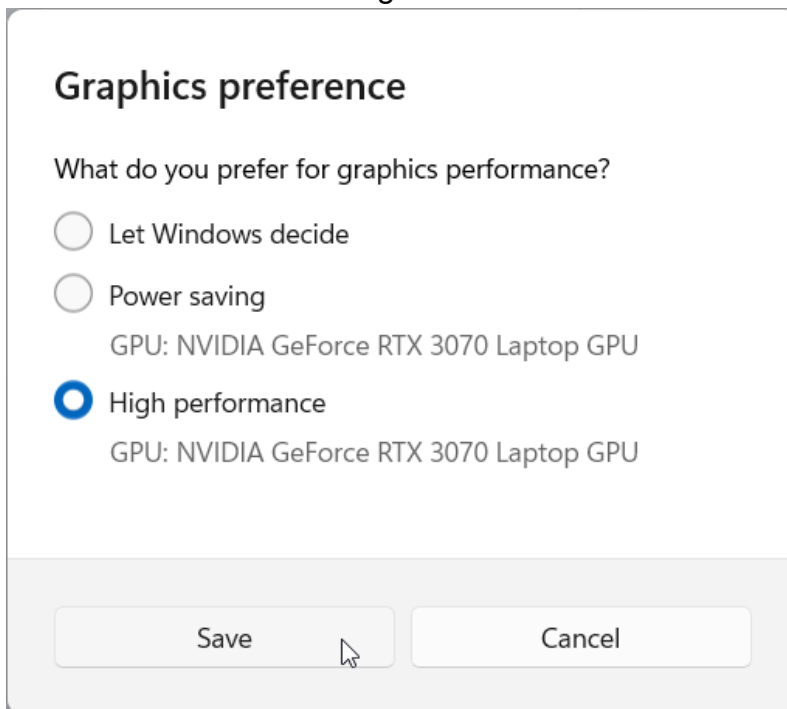 Graphics preference
What do you prefer for graphics performance?
Let Windows decide
Power saving
GPU: NVIDIA GeForce RTX 3070 Laptop GPU
High performance
GPU: NVIDIA GeForce RTX 3070 Laptop GPU
Save Cancel